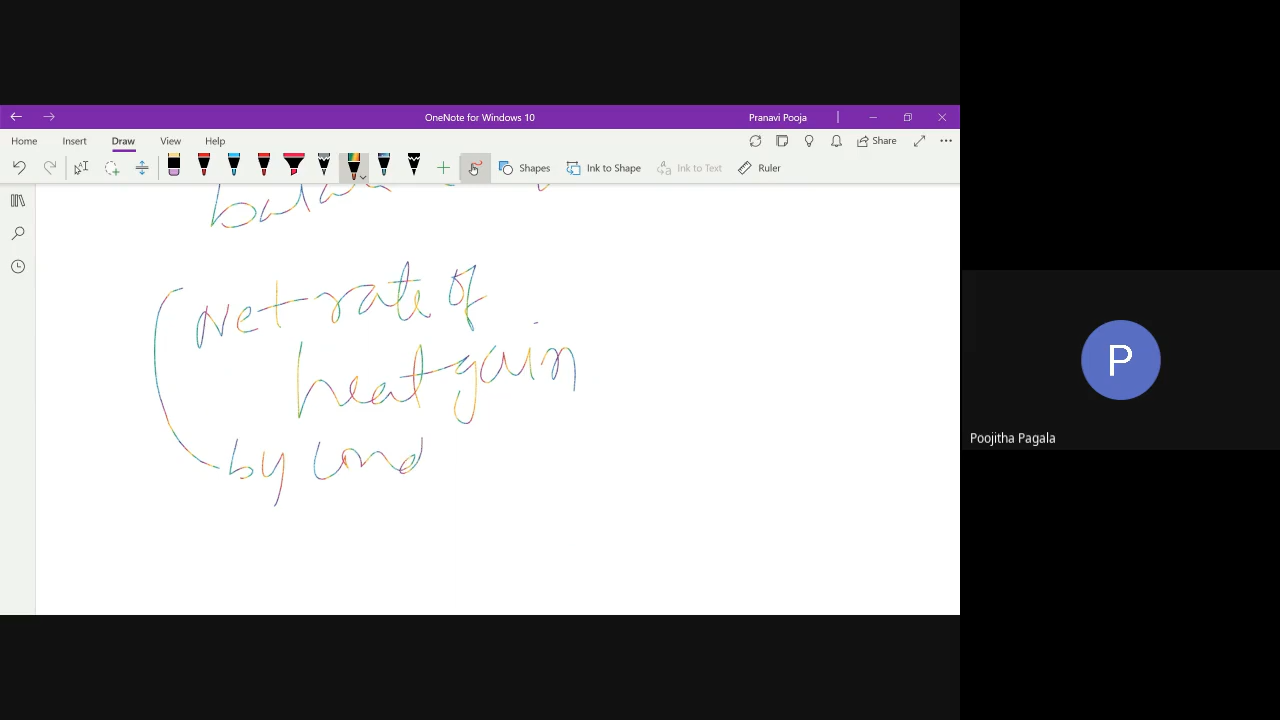 OneNote for Windows 10
Pranavi Pooja
Home Insert Draw View Help
Share
Shapes Ink to Shape Ink to Text Ruler
Net rate of
heat gain
by cond
P
Poojitha Pagala